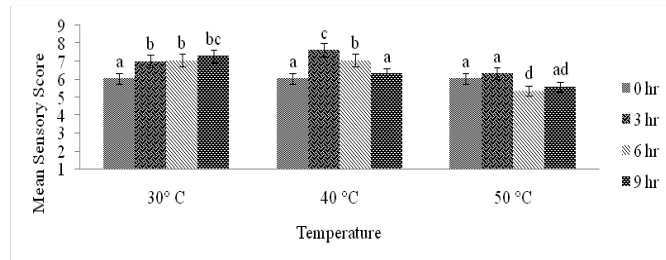 Mean Sensory Score
9
8
7
6
5
4
3
2
1
a b b bc
a c b a
a a d ad
30° C 40 °C 50 °C
Temperature
0 hr
3 hr
6 hr
9 hr